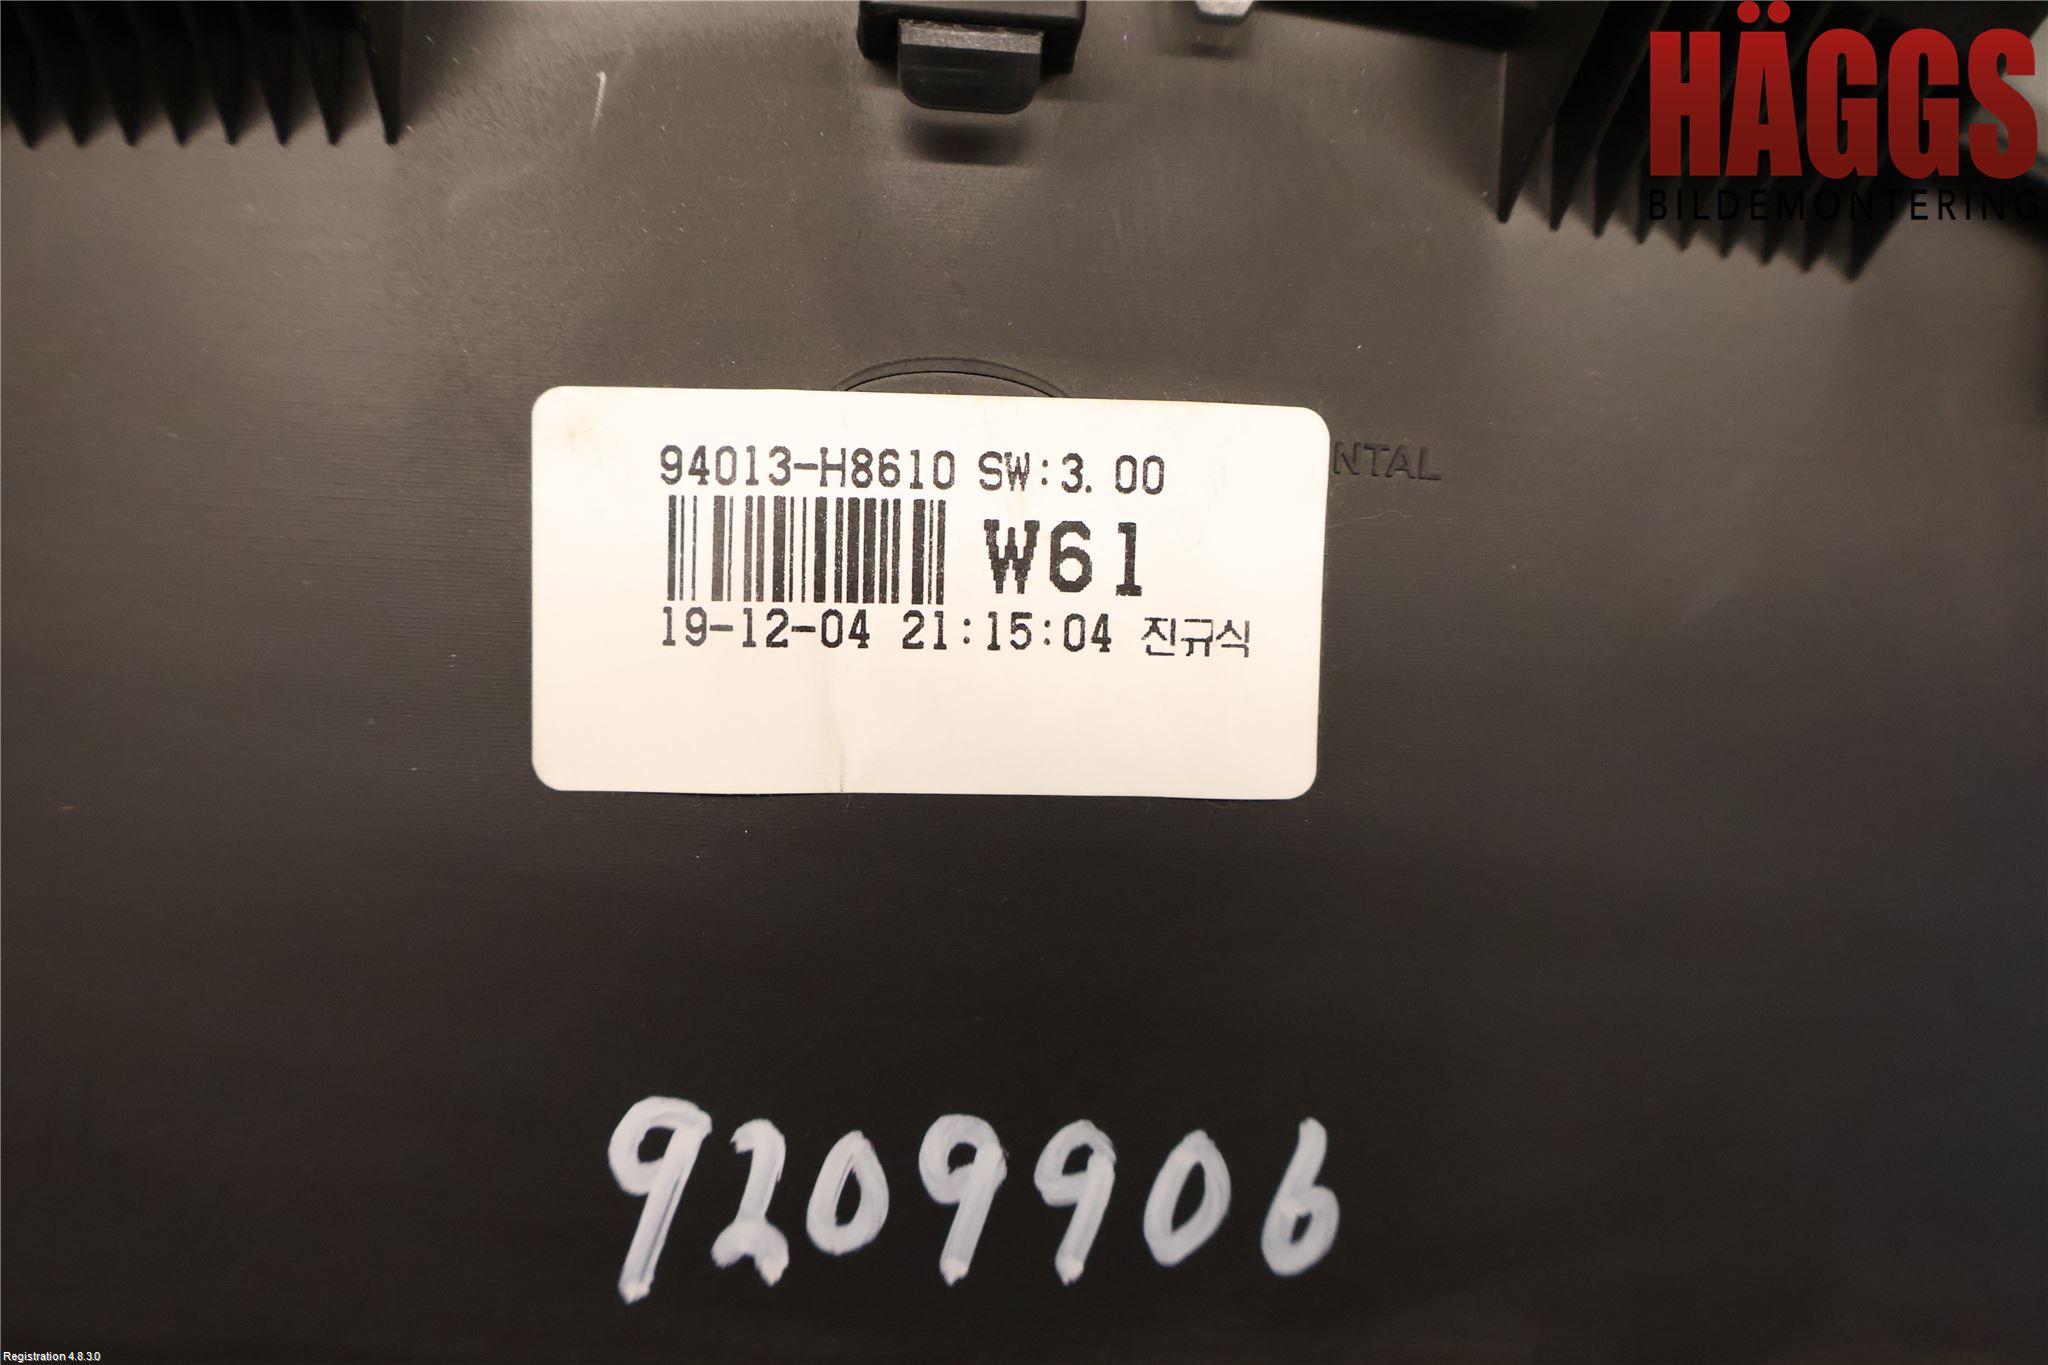 HÄGGS
BILDEMONTERING
94013-H8610 SW:3.00
NTAL
W61
19-12-04 21:15:04 진규식
9209906
Registration 4.8.3.0